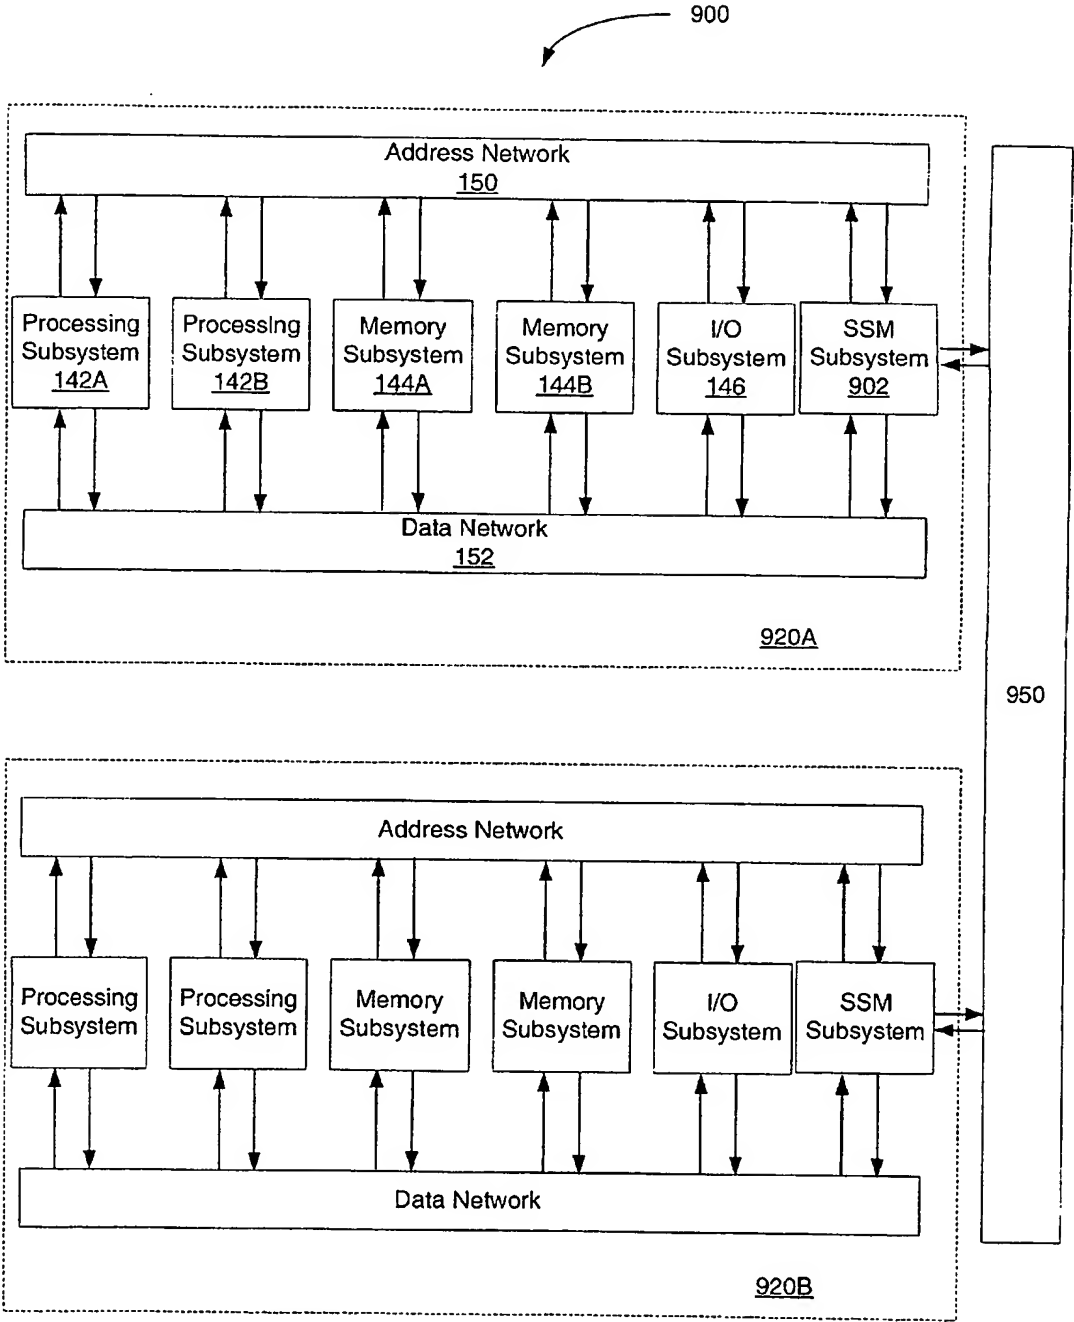 900
Address Network
150
Processing
Subsystem
142A
Processing
Subsystem
142B
Memory
Subsystem
144A
Memory
Subsystem
144B
I/O
Subsystem
146
SSM
Subsystem
902
Data Network
152
920A
950
Address Network
Processing
Subsystem
Processing
Subsystem
Memory
Subsystem
Memory
Subsystem
I/O
Subsystem
SSM
Subsystem
Data Network
920B